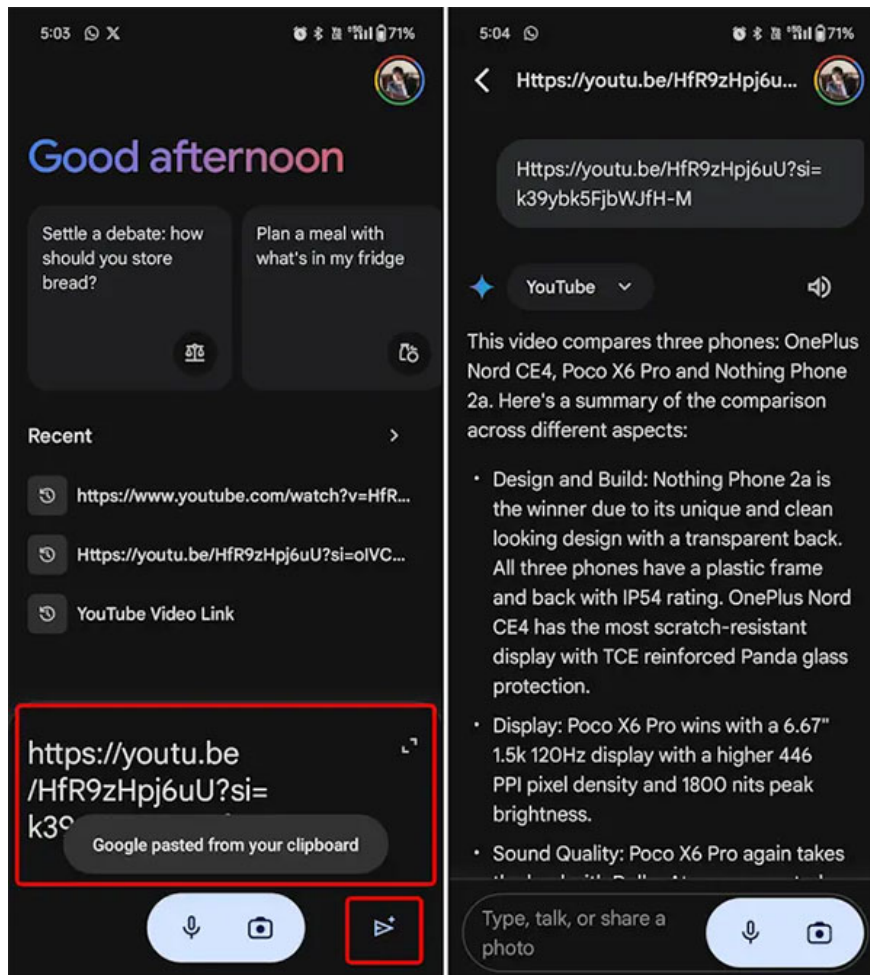 5:03
71%
Good afternoon
Settle a debate: how
should you store
bread?
Plan a meal with
what's in my fridge
Recent
https://www.youtube.com/watch?v=HfR...
Https://youtu.be/HfR9zHpj6uU?si=oIVC...
YouTube Video Link
https://youtu.be
/HfR9zHpj6uU?si=
k39
Google pasted from your clipboard
5:04
71%
Https://youtu.be/HfR9zHpj6u...
Https://youtu.be/HfR9zHpj6uU?si=
k39ybk5FjbWJfH-M
YouTube
This video compares three phones: OnePlus
Nord CE4, Poco X6 Pro and Nothing Phone
2a. Here's a summary of the comparison
across different aspects:
• Design and Build: Nothing Phone 2a is
the winner due to its unique and clean
looking design with a transparent back.
All three phones have a plastic frame
and back with IP54 rating. OnePlus Nord
CE4 has the most scratch-resistant
display with TCE reinforced Panda glass
protection.
• Display: Poco X6 Pro wins with a 6.67"
1.5k 120Hz display with a higher 446
PPI pixel density and 1800 nits peak
brightness.
• Sound Quality: Poco X6 Pro again takes
Type, talk, or share a
photo